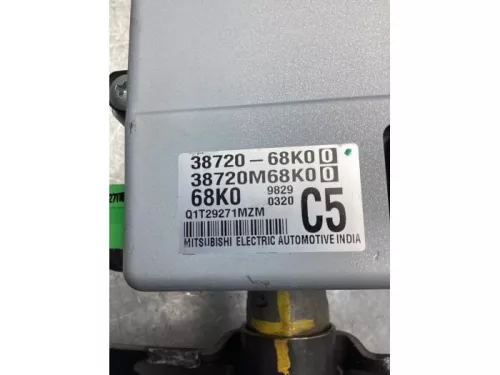 38720-68K00
38720M68K00
68K0 9829 0320 C5
Q1T29271MZM
MITSUBISHI ELECTRIC AUTOMOTIVE INDIA